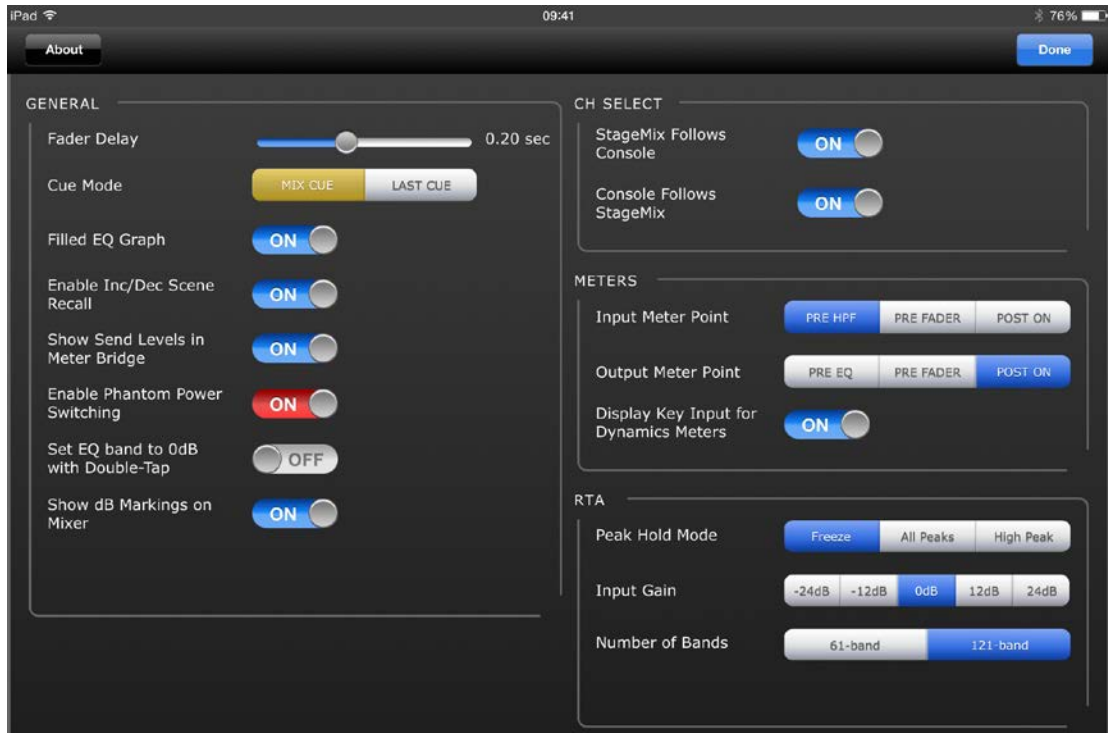 iPad 09:41 76%
About Done
GENERAL
Fader Delay 0.20 sec
Cue Mode MIX CUE LAST CUE
Filled EQ Graph ON
Enable Inc/Dec Scene
Recall ON
Show Send Levels in
Meter Bridge ON
Enable Phantom Power
Switching ON
Set EQ band to 0dB
with Double-Tap OFF
Show dB Markings on
Mixer ON
CH SELECT
StageMix Follows
Console ON
Console Follows
StageMix ON
METERS
Input Meter Point PRE HPF PRE FADER POST ON
Output Meter Point PRE EQ PRE FADER POST ON
Display Key Input for
Dynamics Meters ON
RTA
Peak Hold Mode Freeze All Peaks High Peak
Input Gain -24dB -12dB 0dB 12dB 24dB
Number of Bands 61-band 121-band